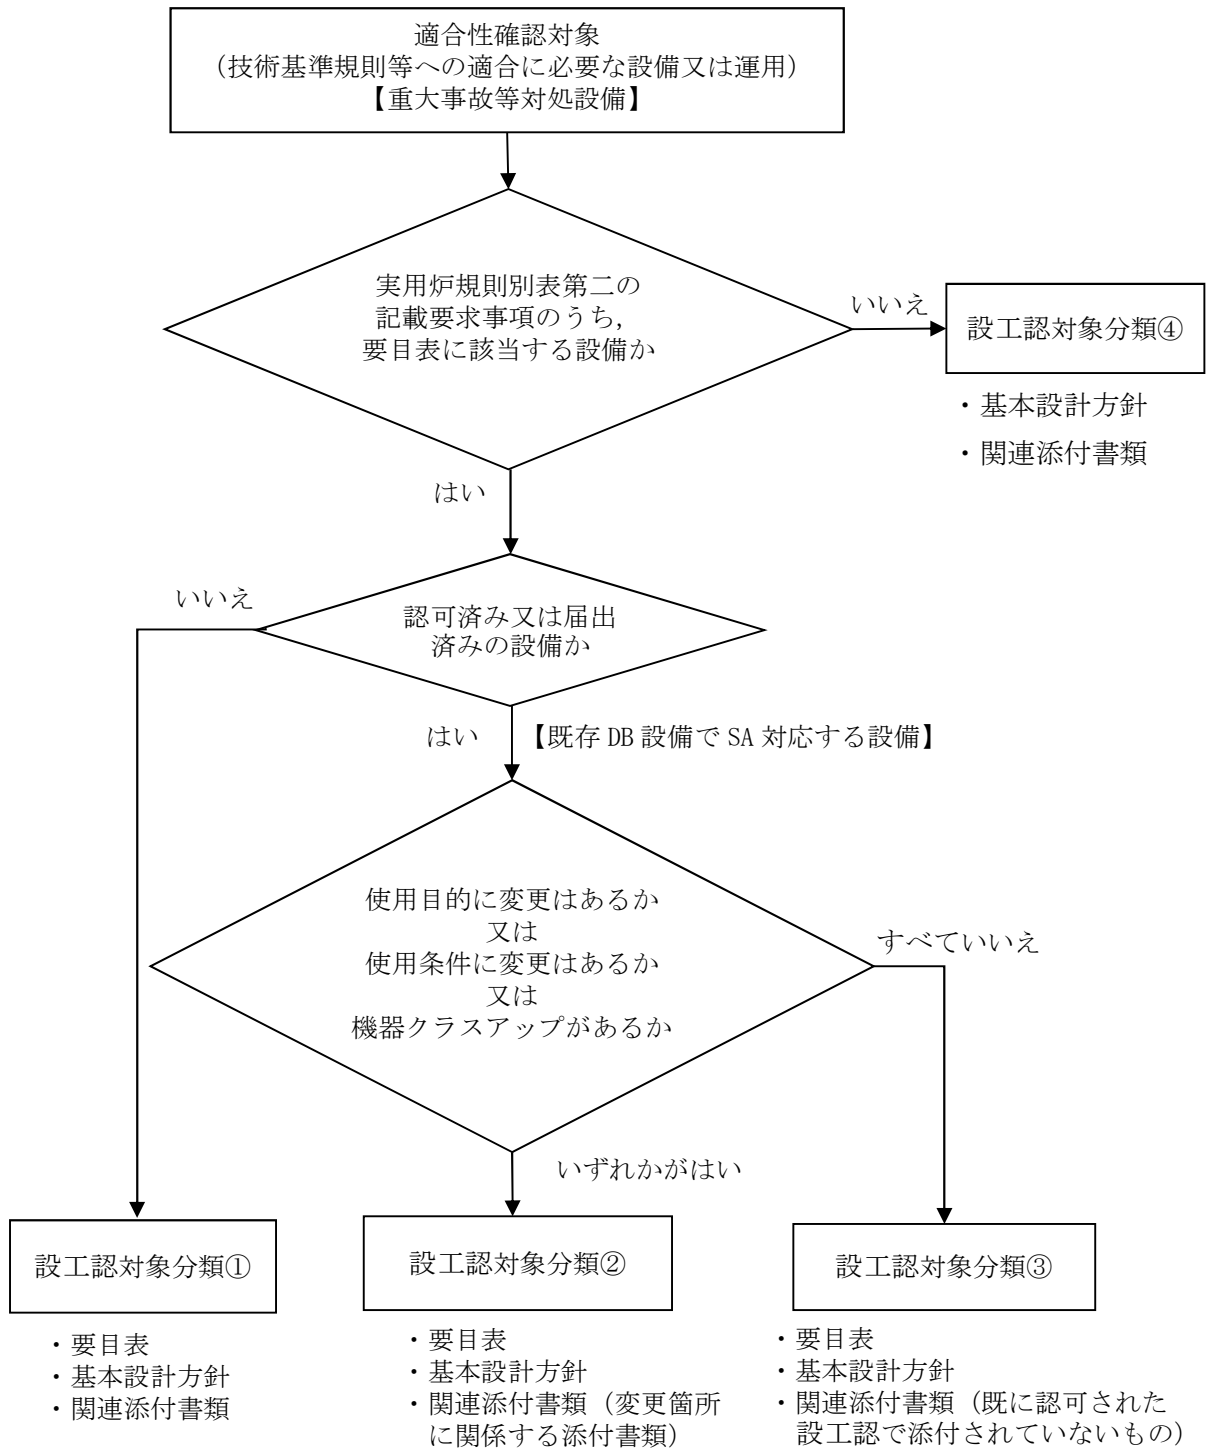 適合性確認対象
（技術基準規則等への適合に必要な設備又は運用）
【重大事故等対処設備】
実用炉規則別表第二の
記載要求事項のうち，
要目表に該当する設備か
いいえ
設工認対象分類④
・基本設計方針
・関連添付書類
はい
いいえ
認可済み又は届出
済みの設備か
はい
【既存 DB 設備で SA 対応する設備】
使用目的に変更はあるか
又は
使用条件に変更はあるか
又は
機器クラスアップがあるか
すべていいえ
いずれかがはい
設工認対象分類①
・要目表
・基本設計方針
・関連添付書類
設工認対象分類②
・要目表
・基本設計方針
・関連添付書類（変更箇所
に関係する添付書類）
設工認対象分類③
・要目表
・基本設計方針
・関連添付書類（既に認可された
設工認で添付されていないもの）